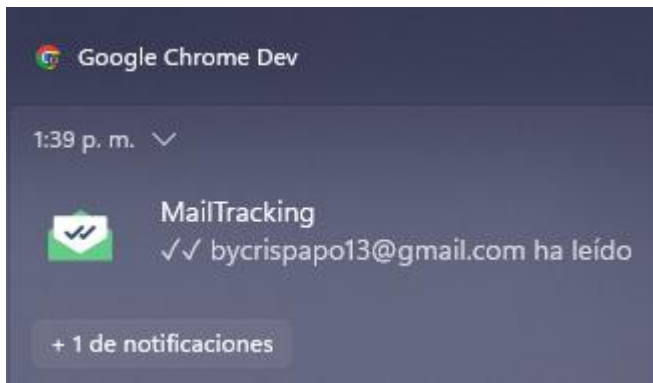 Google Chrome Dev
1:39 p. m.
MailTracking
✓✓ bycrispapo13@gmail.com ha leído
+ 1 de notificaciones